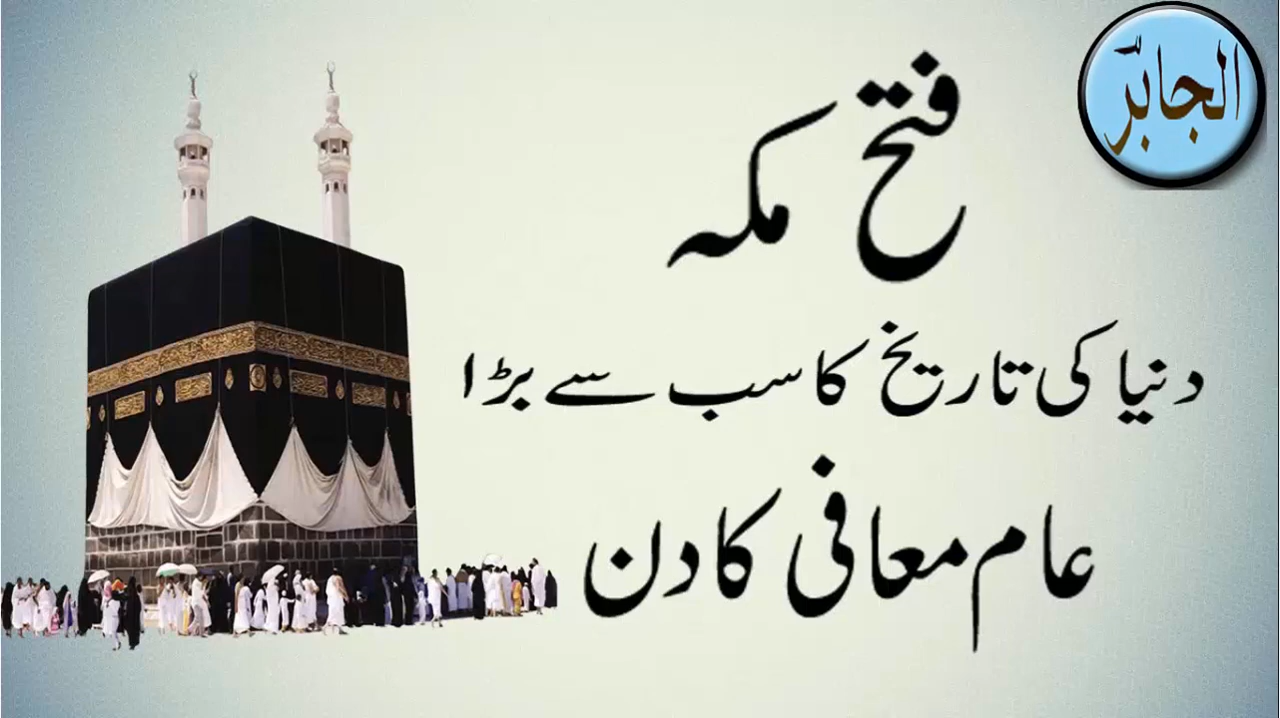 الجابرؓ
فتح مکہ
دنیا کی تاریخ کا سب سے بڑا
عام معافی کا دن